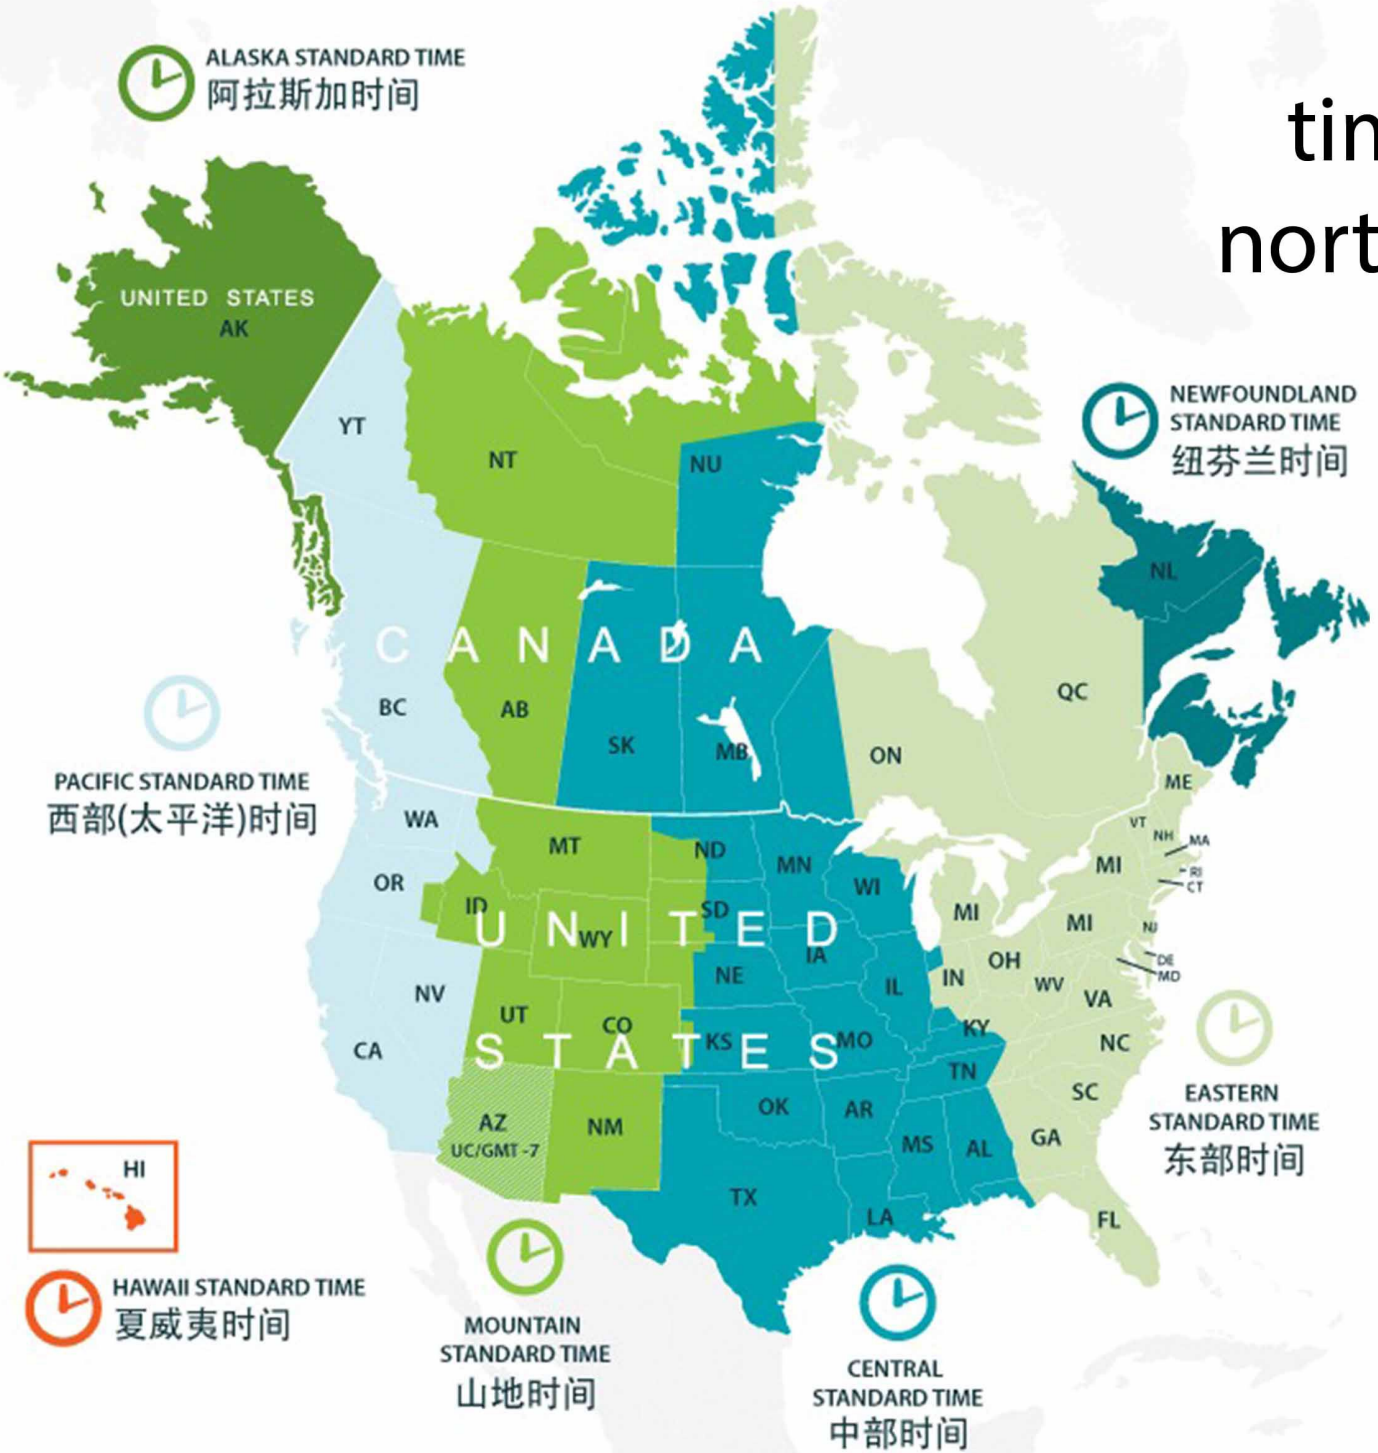 ALASKA STANDARD TIME
阿拉斯加时间
tin
nort
UNITED STATES
AK
YT
NT
NU
NEWFOUNDLAND
STANDARD TIME
纽芬兰时间
NL
CANADA
BC
AB
SK
MB
ON
QC
PACIFIC STANDARD TIME
西部(太平洋)时间
WA
MT
ND
MN
ME
VT
NH
MA
OR
ID
WY
SD
WI
MI
MI
RI
CT
UNITED
MI
NJ
NV
UT
CO
NE
IA
IL
IN
OH
WV
VA
DE
MD
STATES
CA
KS
MO
KY
NC
TN
SC
EASTERN
STANDARD TIME
东部时间
AZ
UC/GMT -7
NM
OK
AR
MS
AL
GA
TX
LA
FL
HI
HAWAII STANDARD TIME
夏威夷时间
MOUNTAIN
STANDARD TIME
山地时间
CENTRAL
STANDARD TIME
中部时间